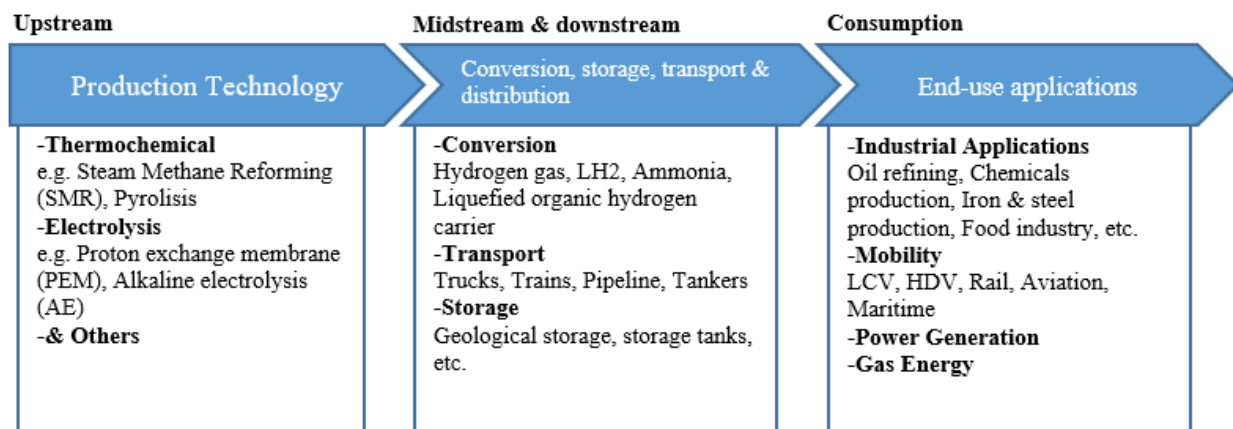 Upstream
Production Technology
-Thermochemical
e.g. Steam Methane Reforming
(SMR), Pyrolisis
-Electrolysis
e.g. Proton exchange membrane
(PEM), Alkaline electrolysis
(AE)
-& Others
Midstream & downstream
Conversion, storage, transport &
distribution
-Conversion
Hydrogen gas, LH2, Ammonia,
Liquefied organic hydrogen
carrier
-Transport
Trucks, Trains, Pipeline, Tankers
-Storage
Geological storage, storage tanks,
etc.
Consumption
End-use applications
-Industrial Applications
Oil refining, Chemicals
production, Iron & steel
production, Food industry, etc.
-Mobility
LCV, HDV, Rail, Aviation,
Maritime
-Power Generation
-Gas Energy